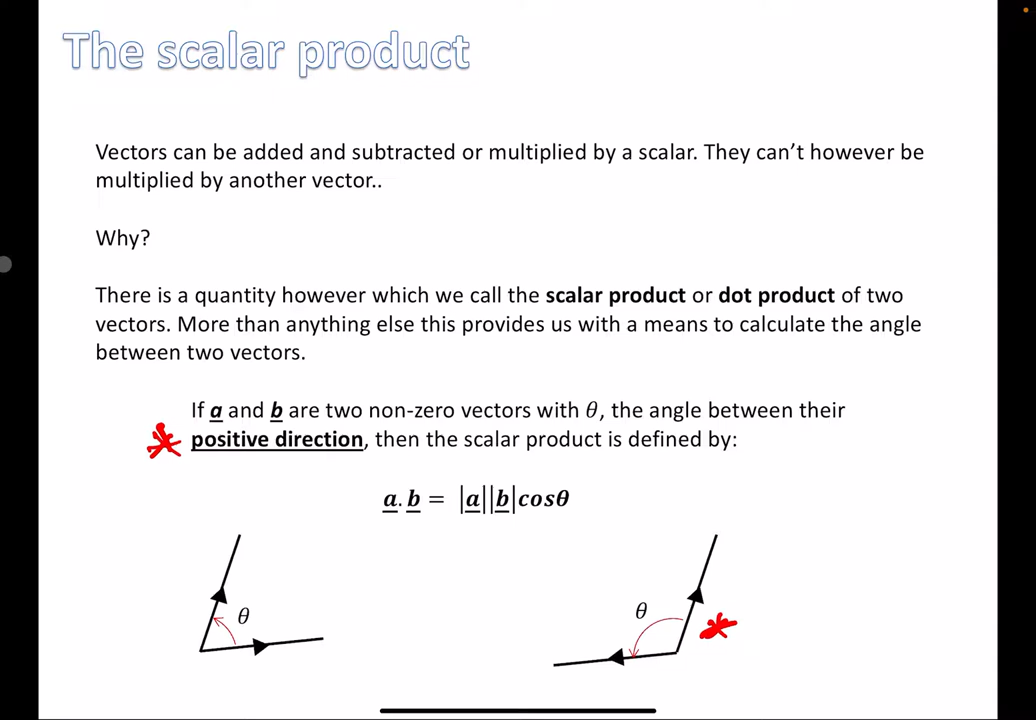 The scalar product
Vectors can be added and subtracted or multiplied by a scalar. They can't however be
multiplied by another vector..
Why?
There is a quantity however which we call the scalar product or dot product of two
vectors. More than anything else this provides us with a means to calculate the angle
between two vectors.
If a and b are two non-zero vectors with θ, the angle between their
positive direction, then the scalar product is defined by:
a.b = |a||b|cosθ
θ
θ